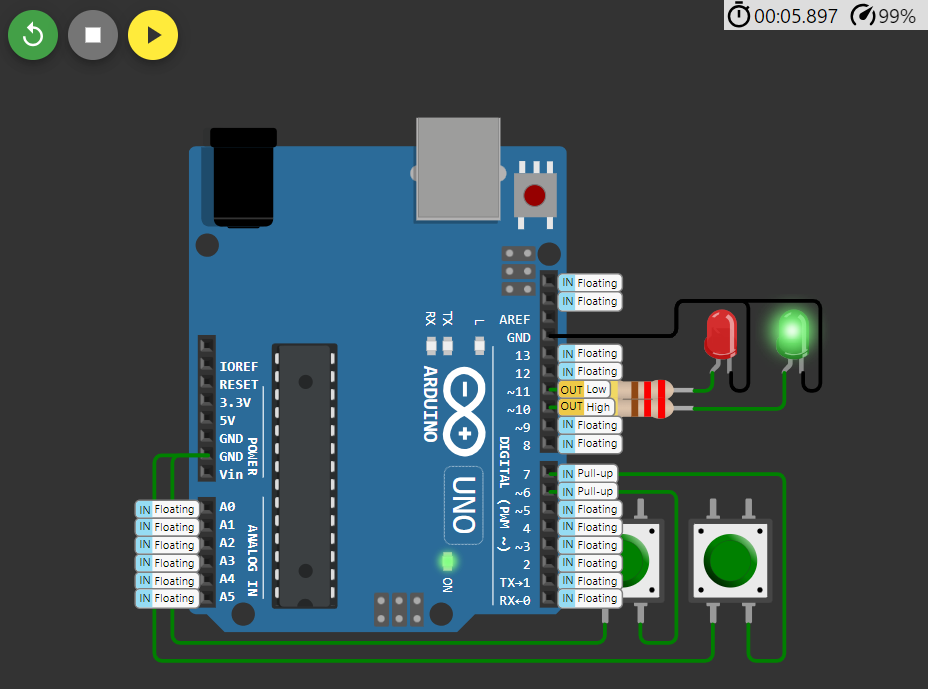 00:05.897 99%
IN Floating
IN Floating
AREF
GND
13 IN Floating
12 IN Floating
~11 OUT Low
~10 OUT High
~9 IN Floating
8 IN Floating
7 IN Pull-up
~6 IN Pull-up
~5 IN Floating
4 IN Floating
~3 IN Floating
2 IN Floating
TX→1 IN Floating
RX←0 IN Floating
DIGITAL (PWM ~)
RX
TX
L
ARDUINO
UNO
ON
IOREF
RESET
3.3V
5V
GND
GND
Vin
POWER
IN Floating A0
IN Floating A1
IN Floating A2
IN Floating A3
IN Floating A4
IN Floating A5
ANALOG IN